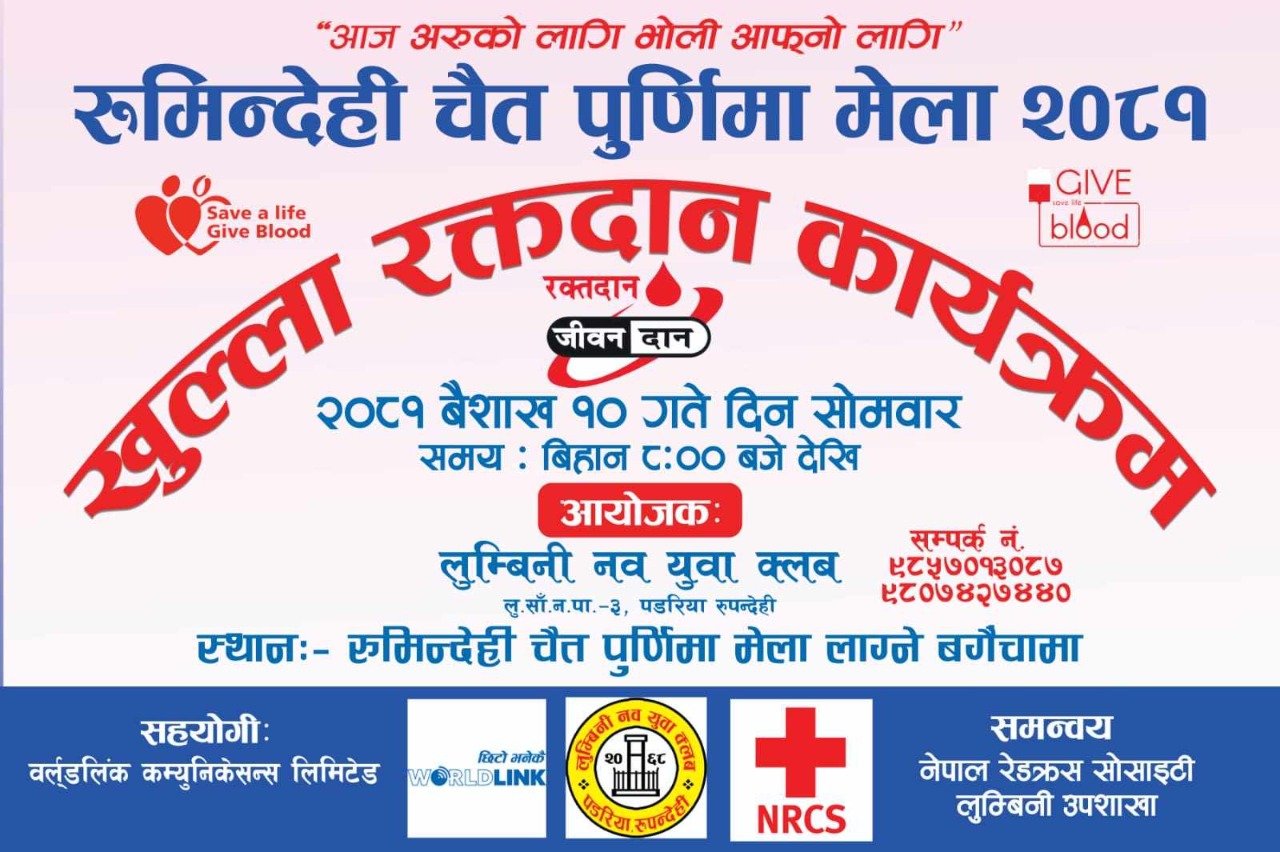 “आज अरुको लागि भोली आफ्नो लागि”
रुमिन्देही चैत पुर्णिमा मेला २०८१
Save a life
Give Blood
GIVE
save life
blood
खुल्ला रक्तदान कार्यक्रम
रक्तदान
जीवन दान
२०८१ बैशाख १० गते दिन सोमवार
समय : बिहान ८:०० बजे देखि
आयोजकः
लुम्बिनी नव युवा क्लब
लु.साँ.न.पा.-३, पडरिया रुपन्देही
सम्पर्क नं.
९८५७०१३०८७
९८०७४२७४४०
स्थानः- रुमिन्देही चैत पुर्णिमा मेला लाग्ने बगैचामा
सहयोगीः
वर्ल्डलिंक कम्युनिकेसन्स लिमिटेड
छिटो भनेकै
WORLDLINK
लुम्बिनी नव युवा क्लब
२० ६८
पडरिया, रुपन्देही
NRCS
समन्वय
नेपाल रेडक्रस सोसाइटी
लुम्बिनी उपशाखा